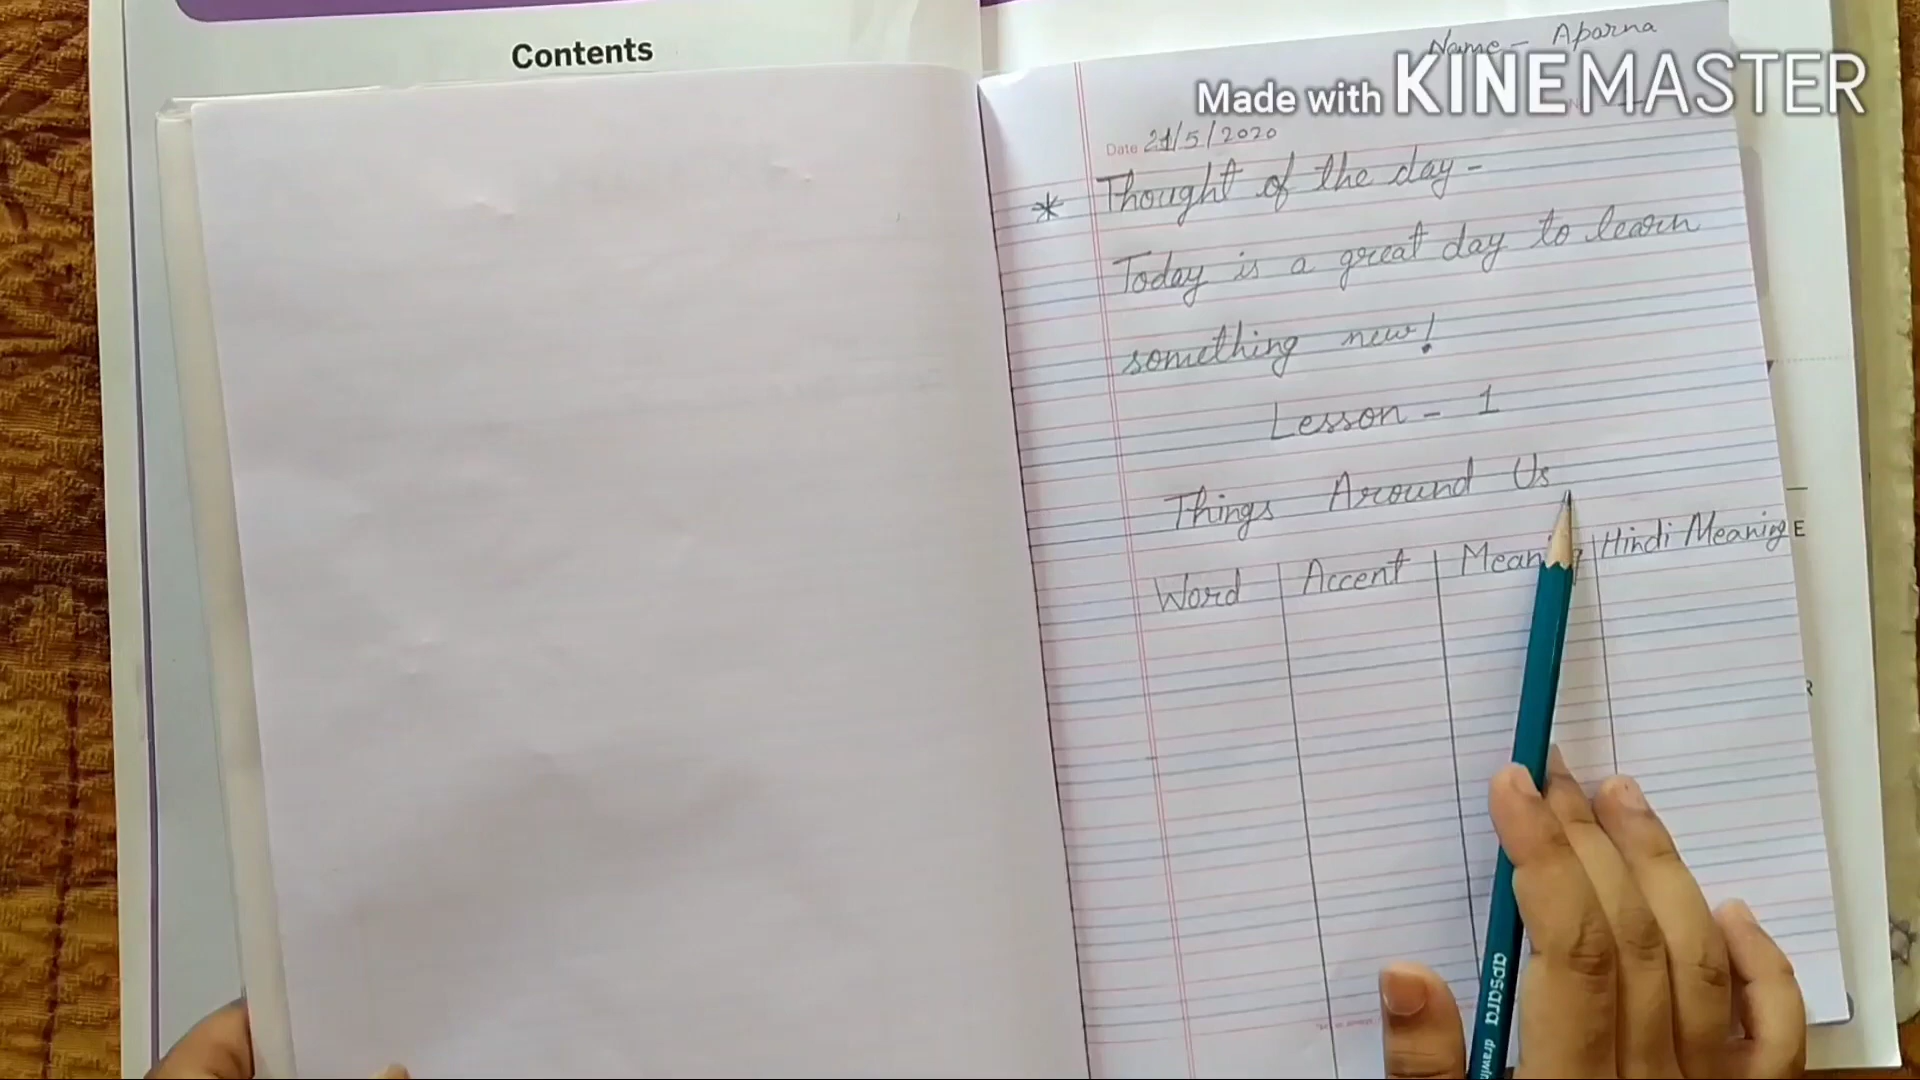 Contents
Name - Aparna
Made with KINEMASTER
Date 21/5/2020
* Thought of the day -
Today is a great day to learn
something new!
Lesson - 1
Things Around Us
Word | Accent | Meaning | Hindi Meaning
E
R
apsara